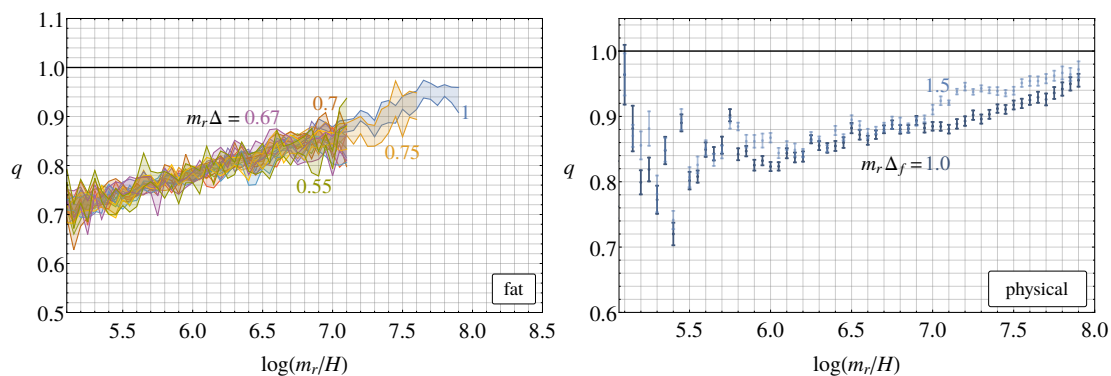 1.1
1.0
0.9
0.8
0.7
0.6
0.5
q
m_rΔ = 0.67
0.7
1
0.75
0.55
fat
5.5 6.0 6.5 7.0 7.5 8.0 8.5
log(m_r/H)
1.0
0.9
0.8
0.7
0.6
q
1.5
m_rΔ_f = 1.0
physical
5.5 6.0 6.5 7.0 7.5 8.0
log(m_r/H)